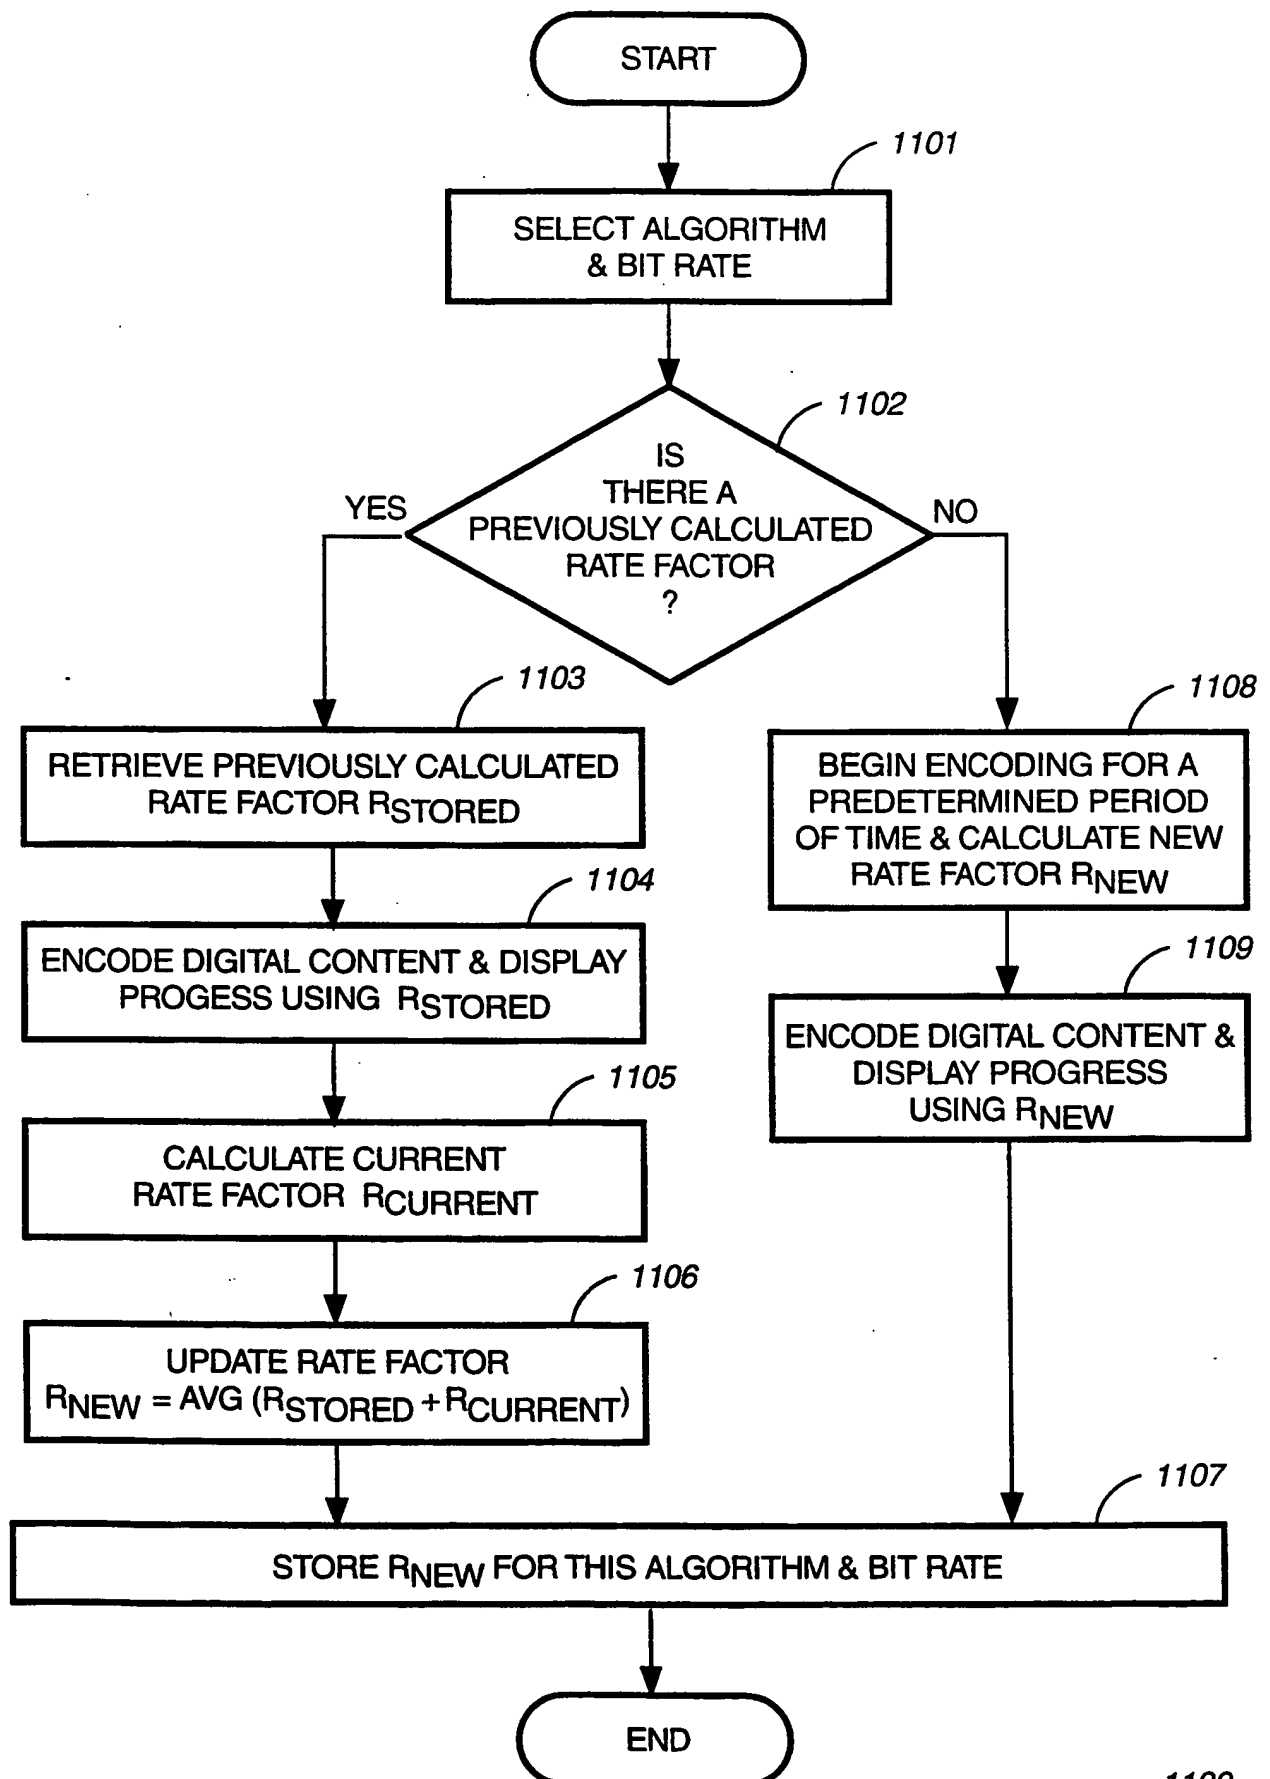 START
1101
SELECT ALGORITHM
& BIT RATE
1102
IS
THERE A
PREVIOUSLY CALCULATED
RATE FACTOR
?
YES
NO
1103
RETRIEVE PREVIOUSLY CALCULATED
RATE FACTOR RSTORED
1104
ENCODE DIGITAL CONTENT & DISPLAY
PROGESS USING RSTORED
1105
CALCULATE CURRENT
RATE FACTOR RCURRENT
1106
UPDATE RATE FACTOR
RNEW = AVG (RSTORED + RCURRENT)
1108
BEGIN ENCODING FOR A
PREDETERMINED PERIOD
OF TIME & CALCULATE NEW
RATE FACTOR RNEW
1109
ENCODE DIGITAL CONTENT &
DISPLAY PROGRESS
USING RNEW
1107
STORE RNEW FOR THIS ALGORITHM & BIT RATE
END